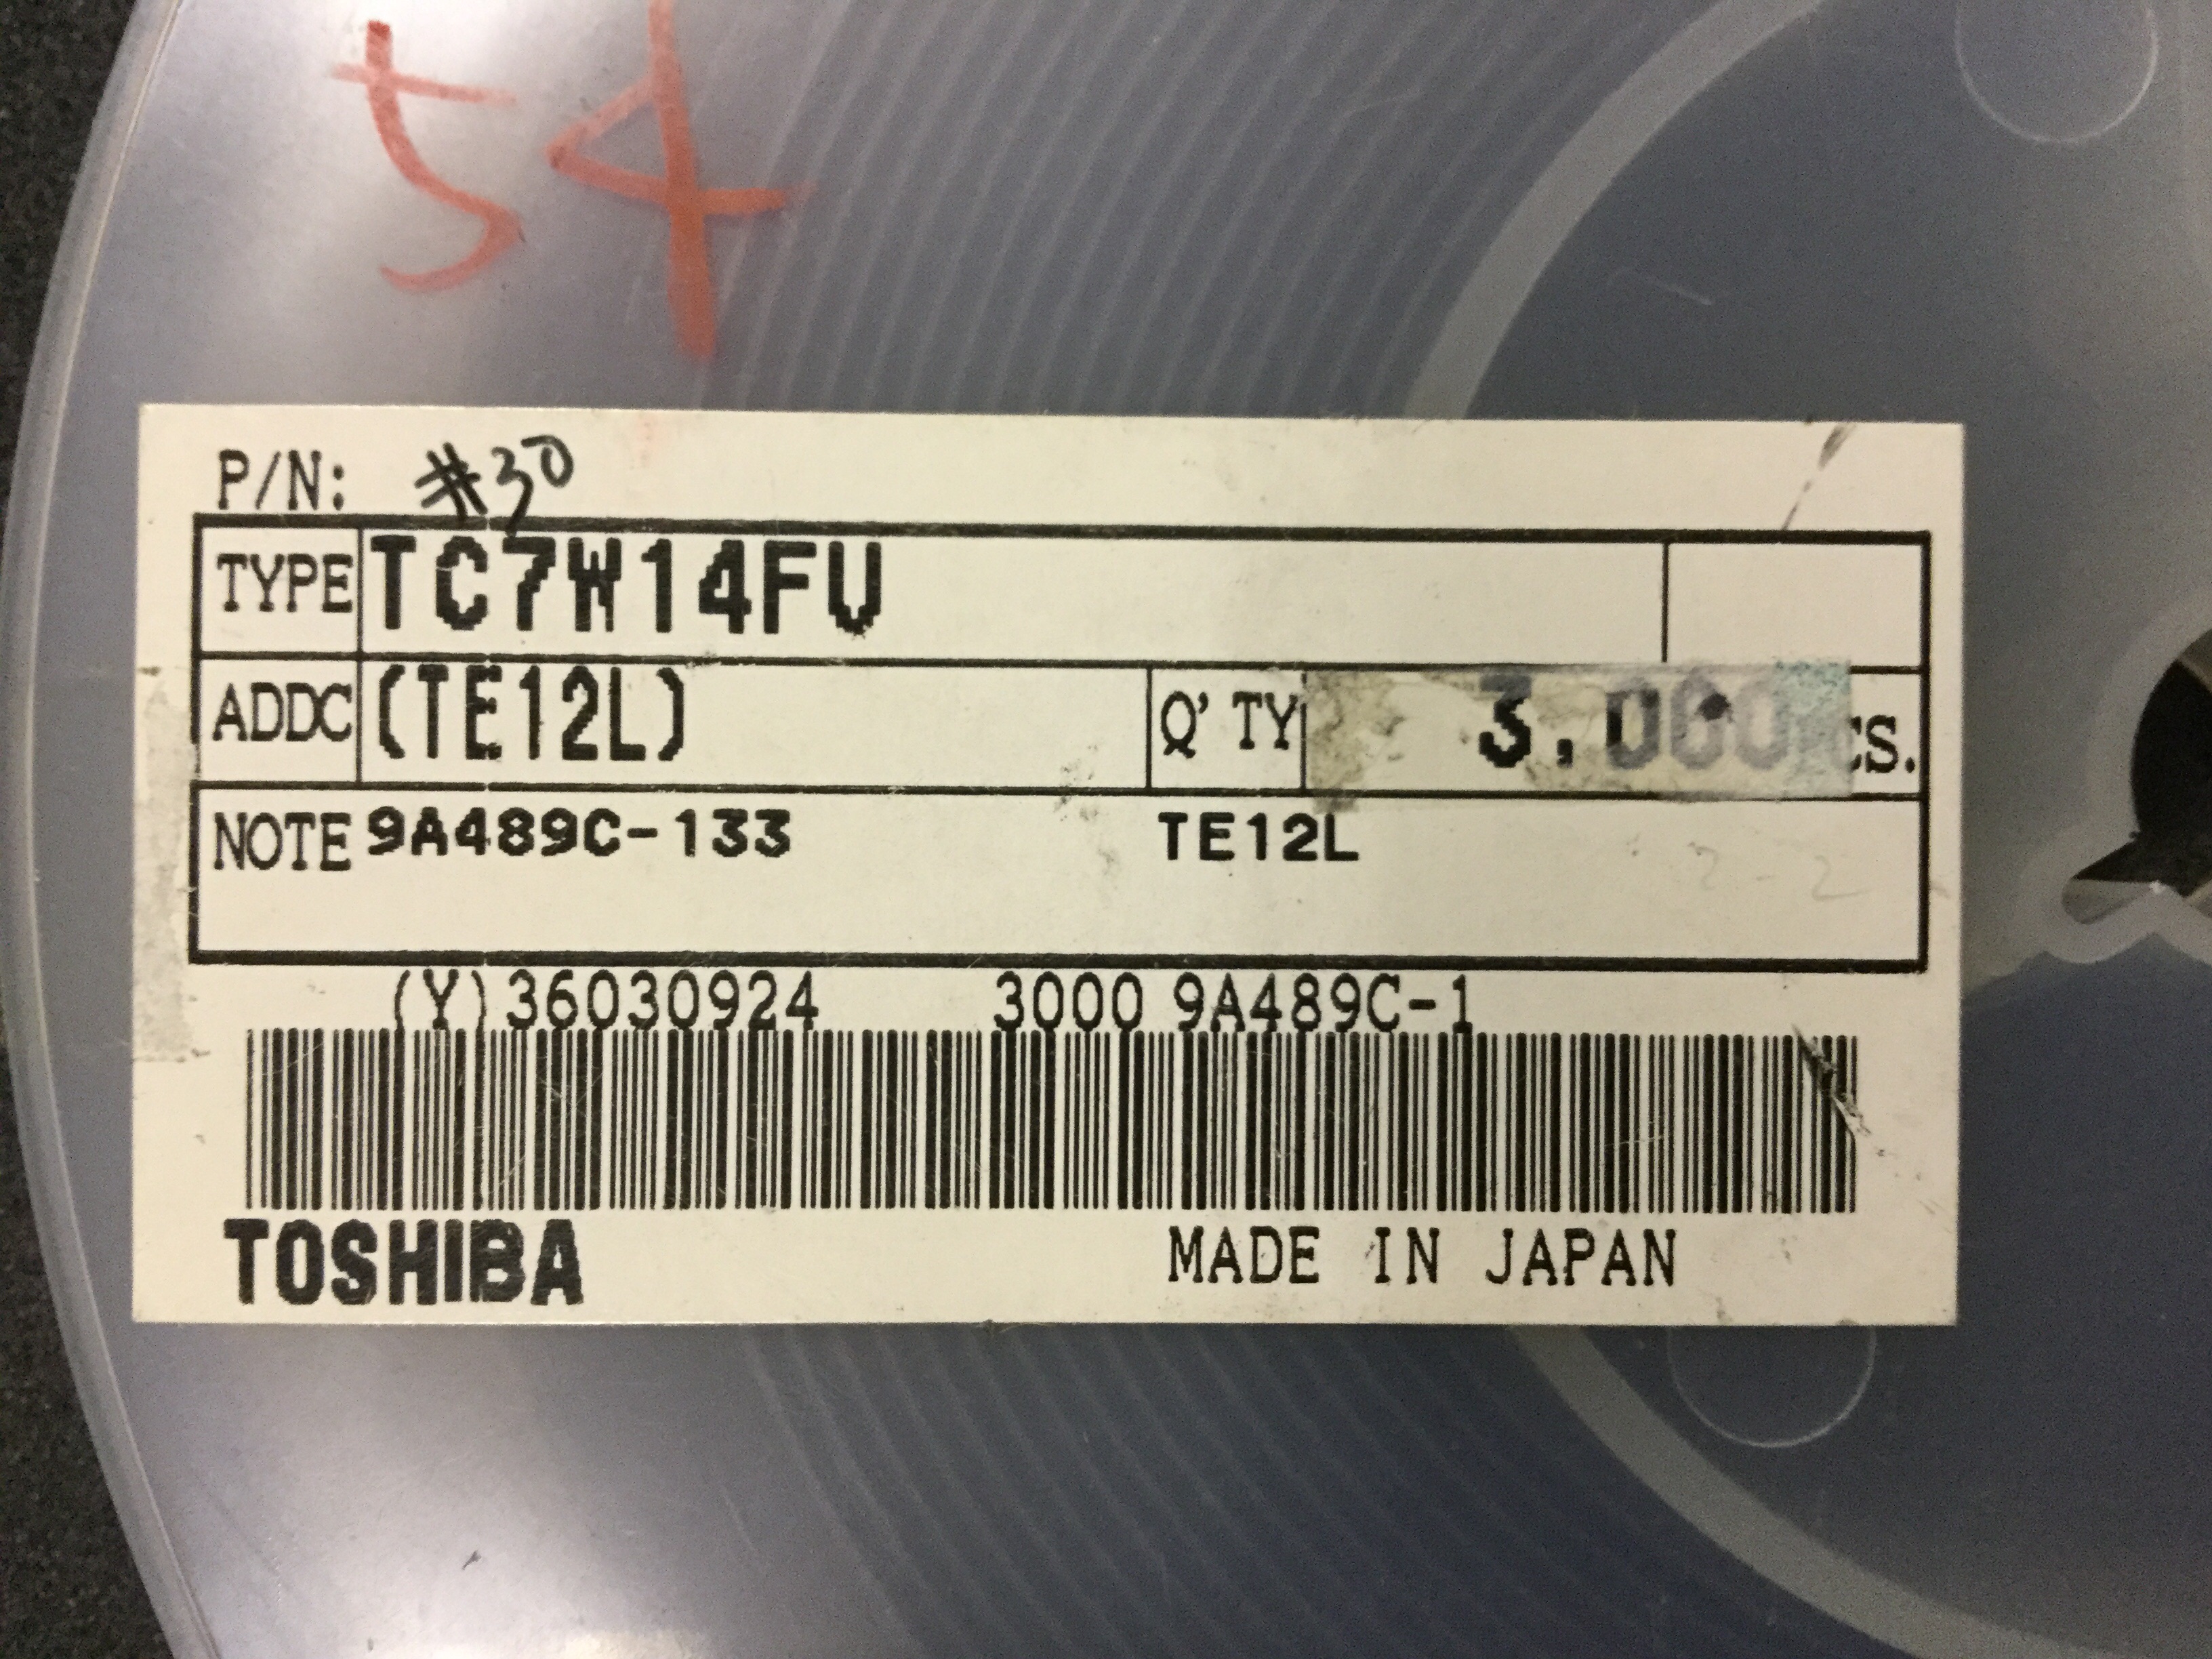 54
P/N: #30
TYPE TC7W14FU
ADDC (TE12L) Q'TY 3,000 CS.
NOTE 9A489C-133 TE12L
(Y)36030924 3000 9A489C-1
TOSHIBA MADE IN JAPAN